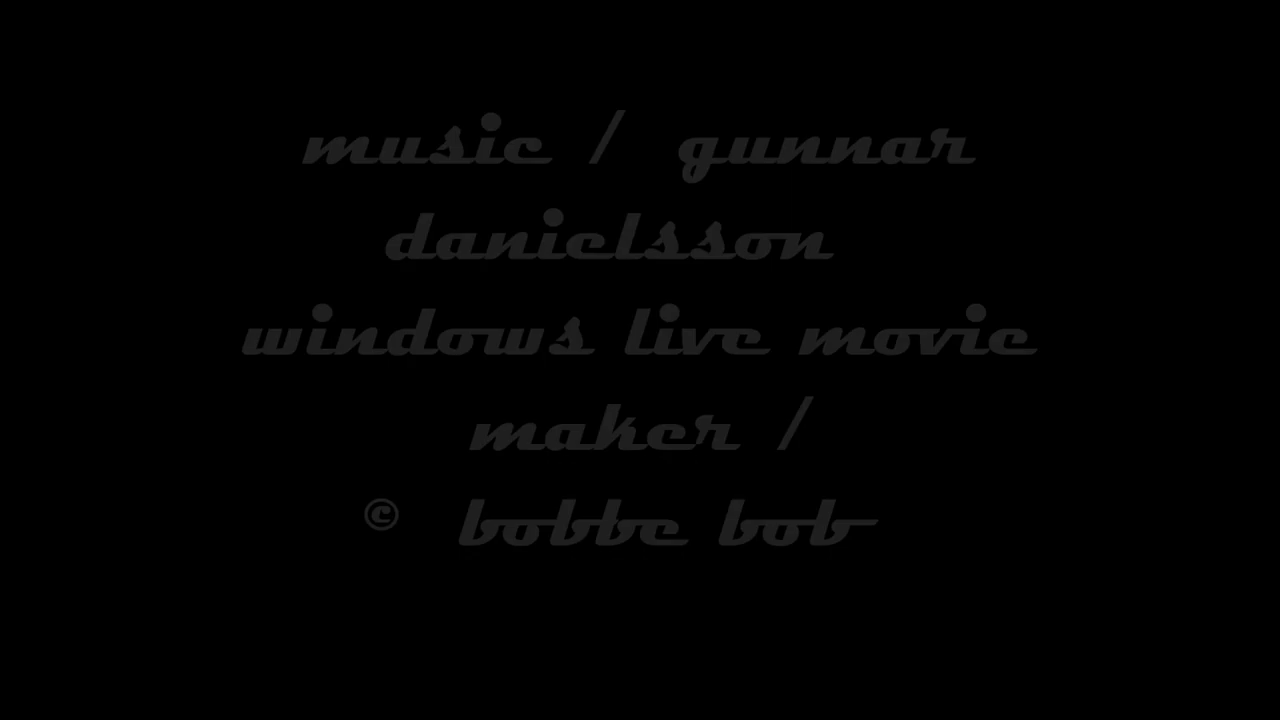 music / gunnar
danielsson
windows live movie
maker /
© bobbe bob